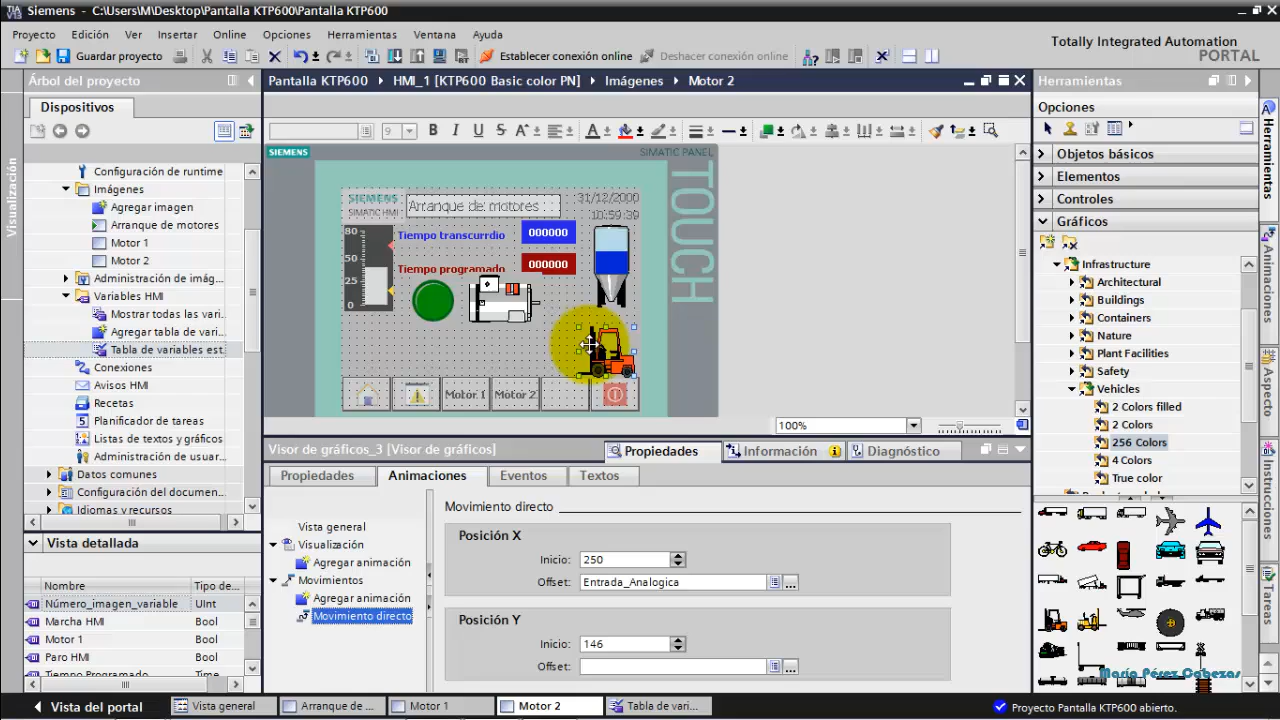 Siemens - C:\Users\M\Desktop\Pantalla KTP600\Pantalla KTP600
Proyecto Edición Ver Insertar Online Opciones Herramientas Ventana Ayuda
Totally Integrated Automation
PORTAL
Guardar proyecto Establecer conexión online Deshacer conexión online
Árbol del proyecto
Pantalla KTP600 HMI_1 [KTP600 Basic color PN] Imágenes Motor 2
Herramientas
Dispositivos
Opciones
Visualización
Configuración de runtime
Imágenes
Agregar imagen
Arranque de motores
Motor 1
Motor 2
Administración de imág...
Variables HMI
Mostrar todas las vari...
Agregar tabla de vari...
Tabla de variables est...
Conexiones
Avisos HMI
Recetas
Planificador de tareas
Listas de textos y gráficos
Administración de usuar...
Datos comunes
Configuración del documen...
Idiomas y recursos
Vista detallada
Nombre Tipo de...
Número_imagen_variable UInt
Marcha HMI Bool
Motor 1 Bool
Paro HMI Bool
Tiempo Programado Time
9
SIEMENS
SIMATIC PANEL
TOUCH
SIEMENS
SIMATIC HMI
Arranque de motores
31/12/2000
10:59:39
80
50
25
0
Tiempo transcurrdio 000000
Tiempo programado 000000
Motor 1 Motor 2
100%
Visor de gráficos_3 [Visor de gráficos]
Propiedades Información Diagnóstico
Propiedades Animaciones Eventos Textos
Vista general
Visualización
Agregar animación
Movimientos
Agregar animación
Movimiento directo
Movimiento directo
Posición X
Inicio: 250
Offset: Entrada_Analogica
Posición Y
Inicio: 146
Offset:
Objetos básicos
Elementos
Controles
Gráficos
Infrastructure
Architectural
Buildings
Containers
Nature
Plant Facilities
Safety
Vehicles
2 Colors filled
2 Colors
256 Colors
4 Colors
True color
María Pérez Cabezas
Herramientas
Animaciones
Aspecto
Instrucciones
Tareas
Vista del portal Vista general Arranque de ... Motor 1 Motor 2 Tabla de vari...
Proyecto Pantalla KTP600 abierto.